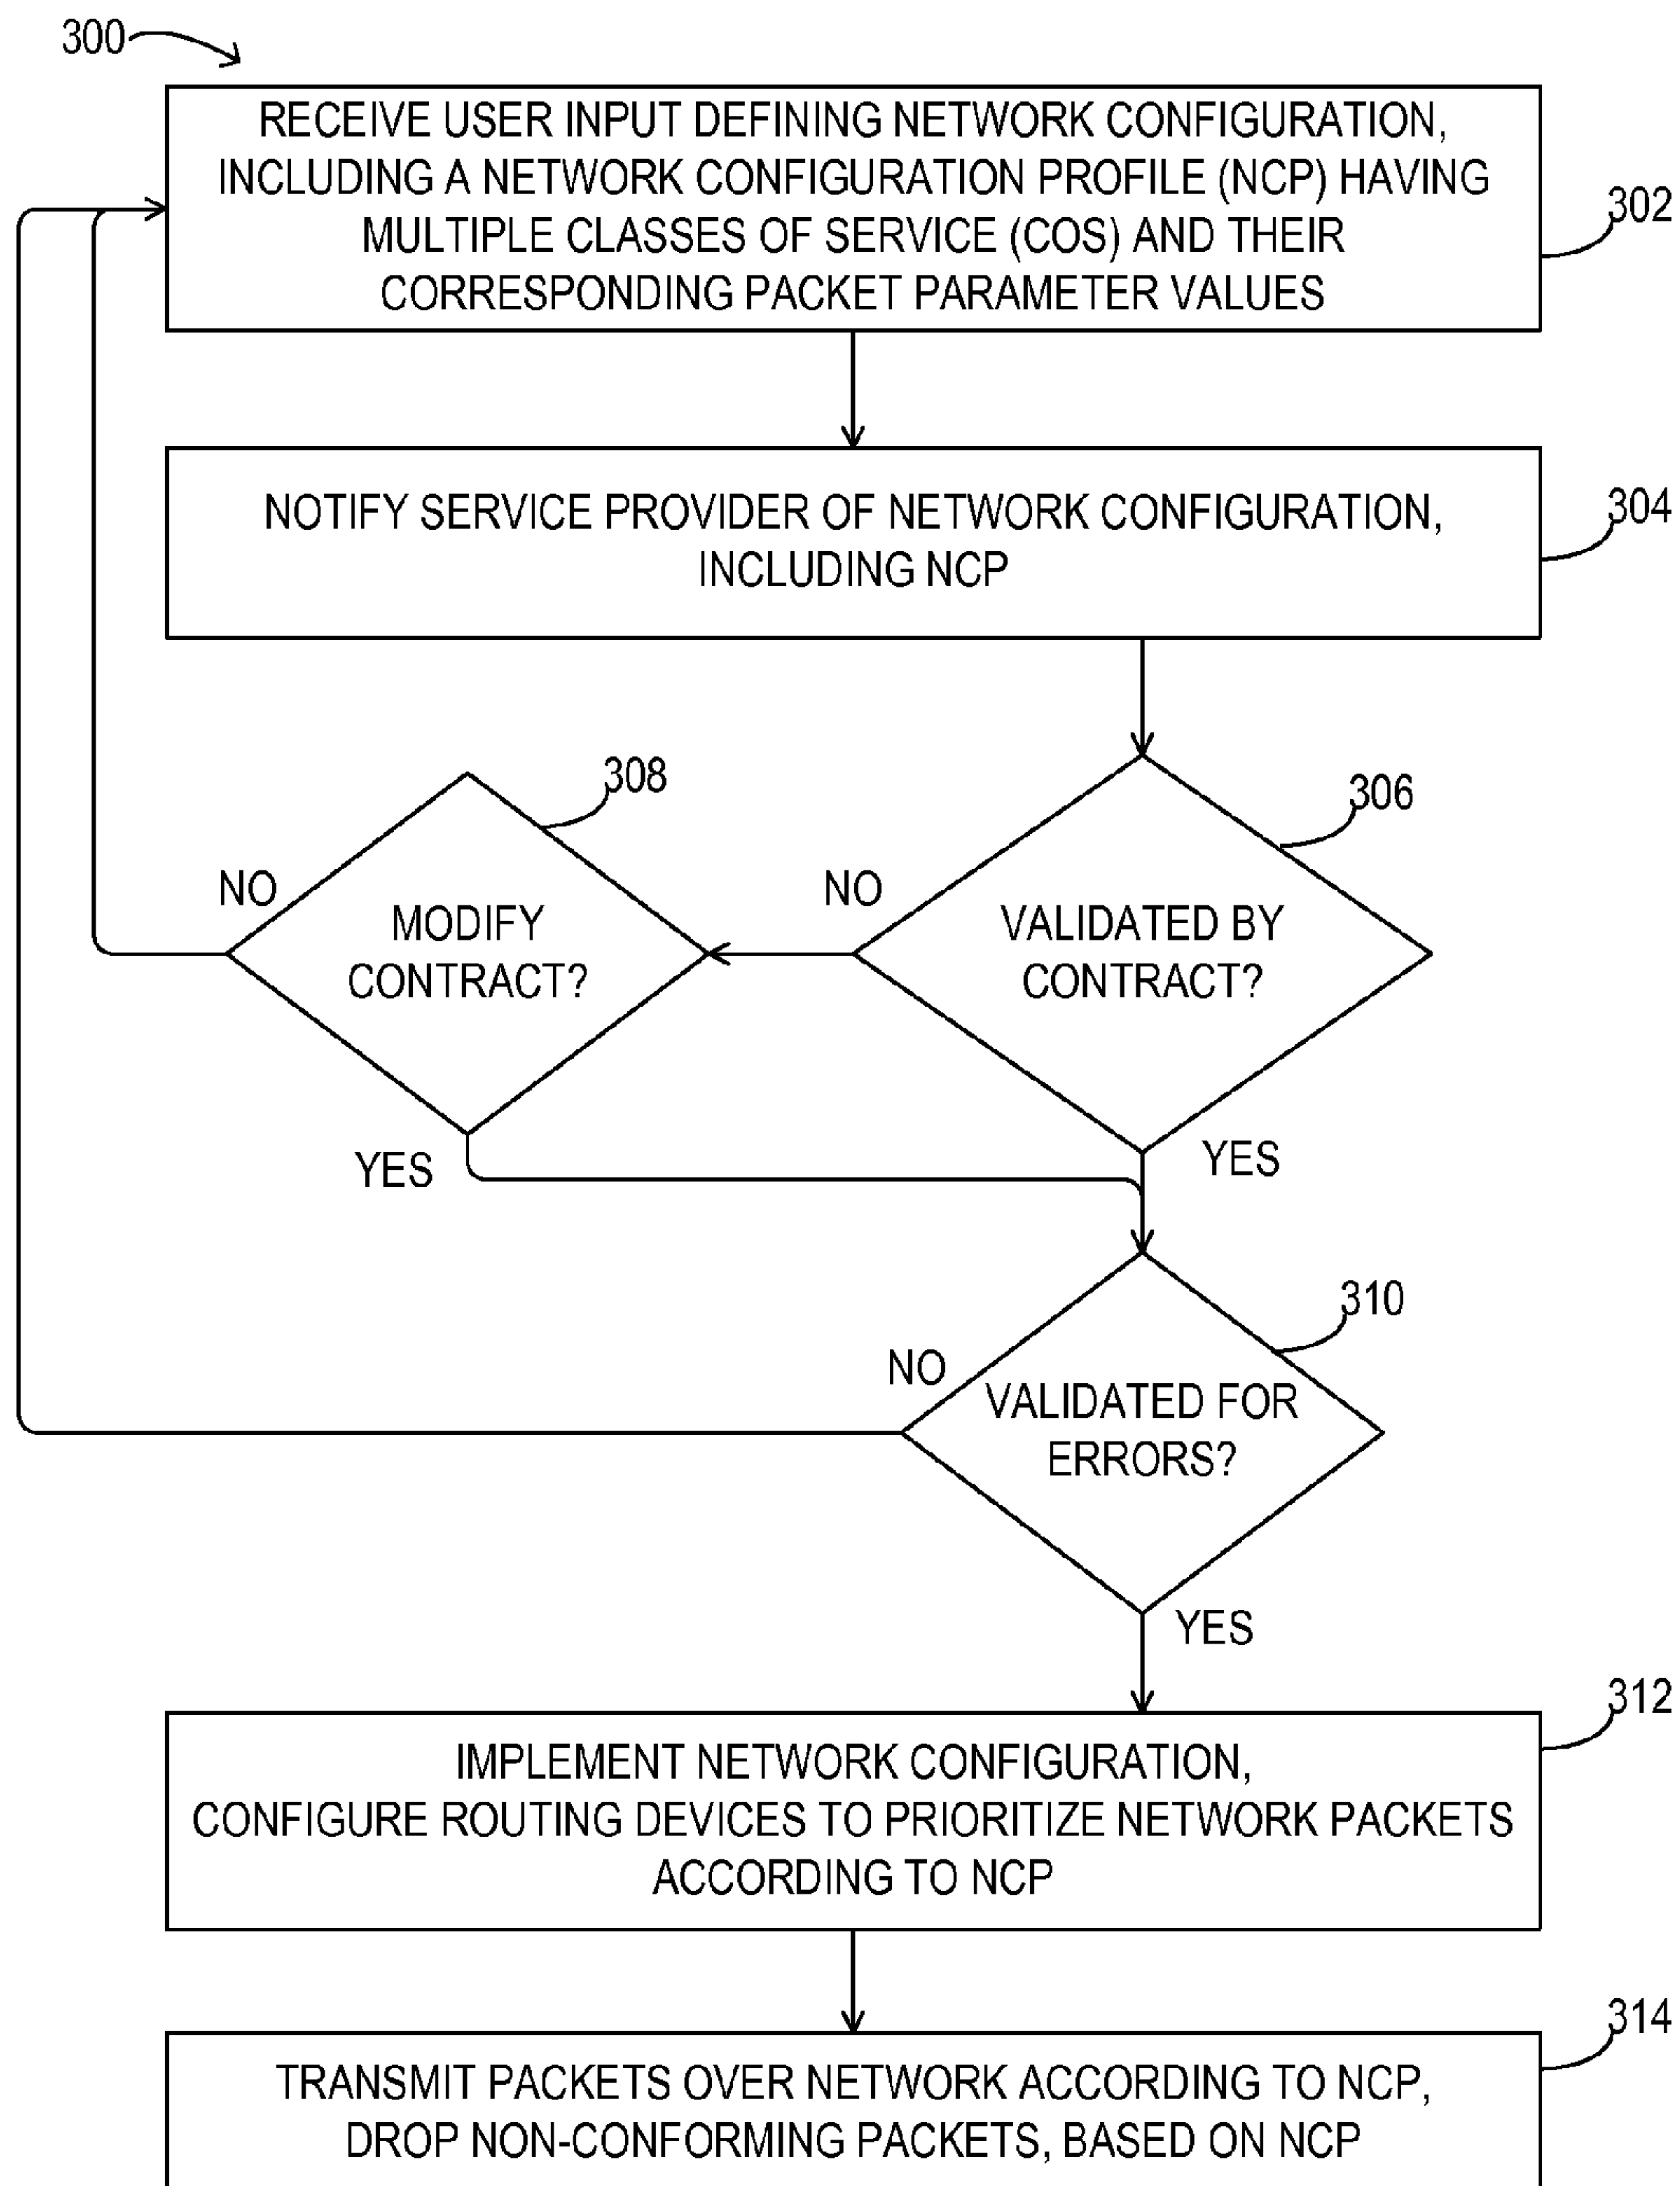 300
RECEIVE USER INPUT DEFINING NETWORK CONFIGURATION,
INCLUDING A NETWORK CONFIGURATION PROFILE (NCP) HAVING
MULTIPLE CLASSES OF SERVICE (COS) AND THEIR
CORRESPONDING PACKET PARAMETER VALUES
302
NOTIFY SERVICE PROVIDER OF NETWORK CONFIGURATION,
INCLUDING NCP
304
308
NO
MODIFY
CONTRACT?
YES
306
NO
VALIDATED BY
CONTRACT?
YES
310
NO
VALIDATED FOR
ERRORS?
YES
312
IMPLEMENT NETWORK CONFIGURATION,
CONFIGURE ROUTING DEVICES TO PRIORITIZE NETWORK PACKETS
ACCORDING TO NCP
314
TRANSMIT PACKETS OVER NETWORK ACCORDING TO NCP,
DROP NON-CONFORMING PACKETS, BASED ON NCP